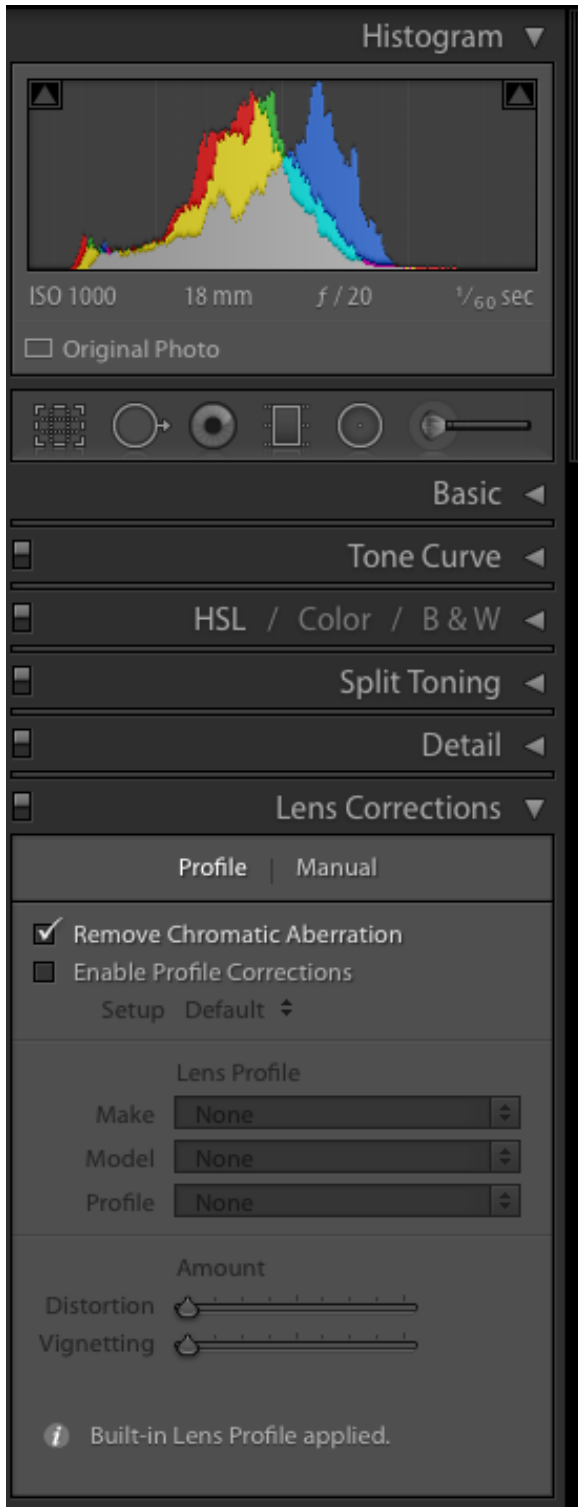 Histogram
ISO 1000 18 mm ƒ / 20 1/60 sec
Original Photo
Basic
Tone Curve
HSL / Color / B & W
Split Toning
Detail
Lens Corrections
Profile | Manual
Remove Chromatic Aberration
Enable Profile Corrections
Setup Default
Lens Profile
Make None
Model None
Profile None
Amount
Distortion
Vignetting
i Built-in Lens Profile applied.